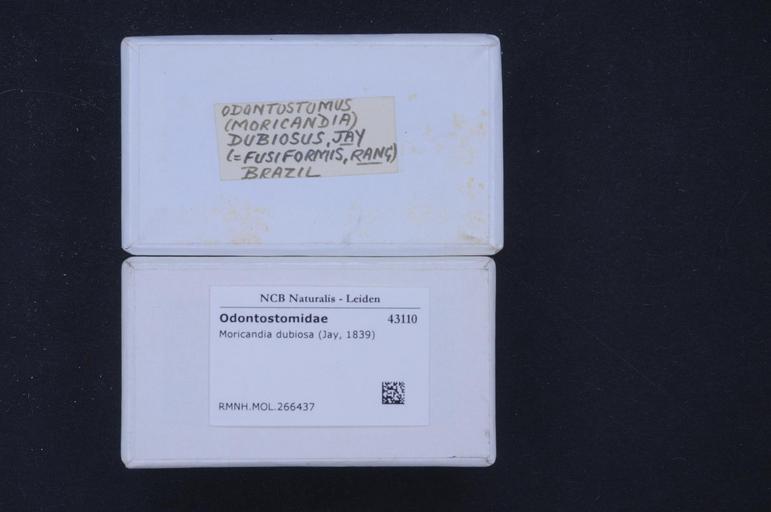 ODONTOSTOMUS
(MORICANDIA)
DUBIOSUS, JAY
(=FUSIFORMIS, RANG)
BRAZIL
NCB Naturalis - Leiden
Odontostomidae 43110
Moricandia dubiosa (Jay, 1839)
RMNH.MOL.266437